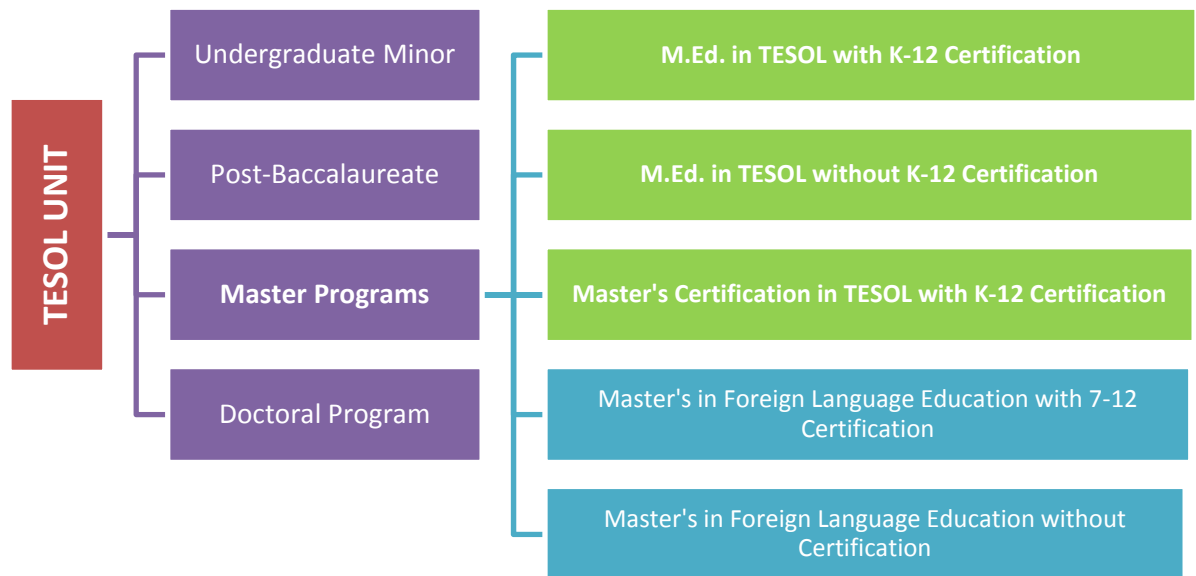 TESOL UNIT
Undergraduate Minor
Post-Baccalaureate
Master Programs
Doctoral Program
M.Ed. in TESOL with K-12 Certification
M.Ed. in TESOL without K-12 Certification
Master's Certification in TESOL with K-12 Certification
Master's in Foreign Language Education with 7-12
Certification
Master's in Foreign Language Education without
Certification